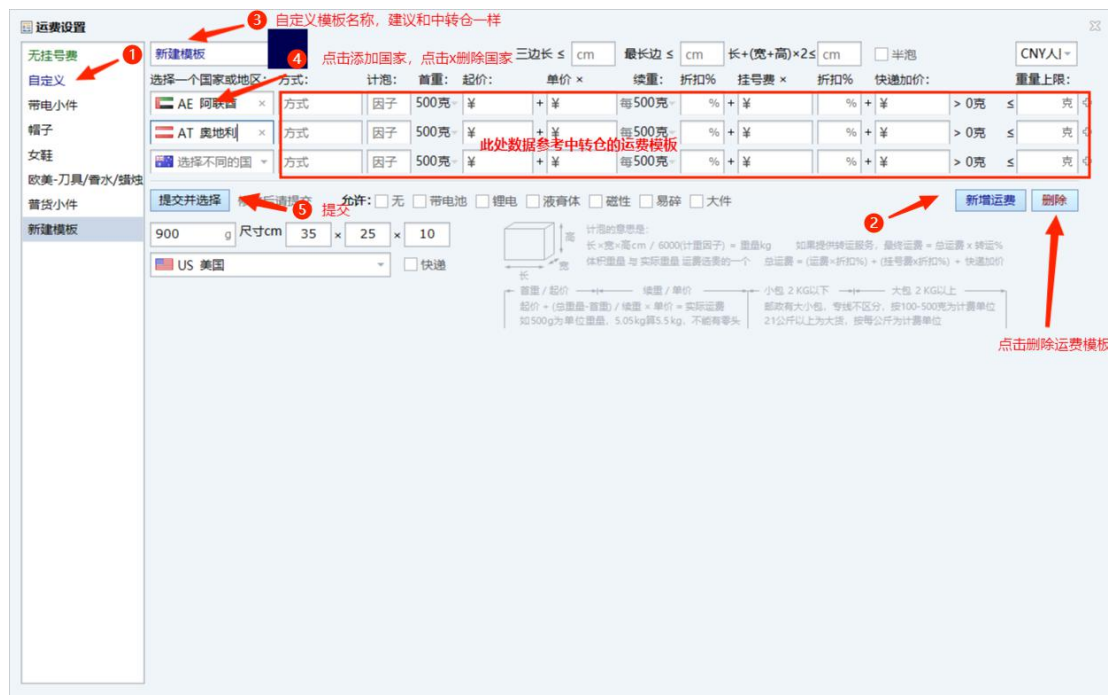 运费设置
3 自定义模板名称，建议和中转仓一样
无挂号费
1
自定义
带电小件
帽子
女鞋
欧美-刀具/香水/蜡烛
普货小件
新建模板
新建模板 三边长 ≤ cm 最长边 ≤ cm 长+(宽+高)×2≤ cm 半泡 CNY人
4 点击添加国家，点击x删除国家
选择一个国家或地区: 方式: 计泡: 首重: 起价: 单价 × 续重: 折扣% 挂号费 × 折扣% 快递加价: 重量上限:
AE 阿联酋 × 方式 因子 500克 ¥ + ¥ 每500克 % + ¥ % + ¥ > 0克 ≤ 克
AT 奥地利 × 方式 因子 500克 ¥ + ¥ 每500克 % + ¥ % + ¥ > 0克 ≤ 克
此处数据参考中转仓的运费模板
选择不同的国 方式 因子 500克 ¥ + ¥ 每500克 % + ¥ % + ¥ > 0克 ≤ 克
提交并选择 后请提交 允许: 无 带电池 锂电 液膏体 磁性 易碎 大件 新增运费 删除
5 提交
2
900 g 尺寸cm 35 × 25 × 10
US 美国 快递
高
宽
长
计泡的意思是:
长×宽×高cm / 6000(计重因子) = 重量kg 如果提供转运服务，最终运费 = 总运费 x 转运%
体积重量 与 实际重量 运费选贵的一个 总运费 = (运费×折扣%) + (挂号费x折扣%) + 快递加价
首重 / 起价 续重 / 单价 小包 2 KG以下 大包 2 KG以上
起价 + (总重量-首重) / 续重 × 单价 = 实际运费 邮政有大小包，专线不区分，按100-500克为计费单位
如500g为单位重量，5.05kg算5.5kg，不能有零头 21公斤以上为大货，按每公斤为计费单位
点击删除运费模板